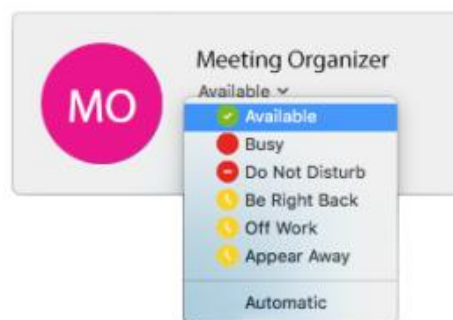 MO
Meeting Organizer
Available
Available
Busy
Do Not Disturb
Be Right Back
Off Work
Appear Away
Automatic